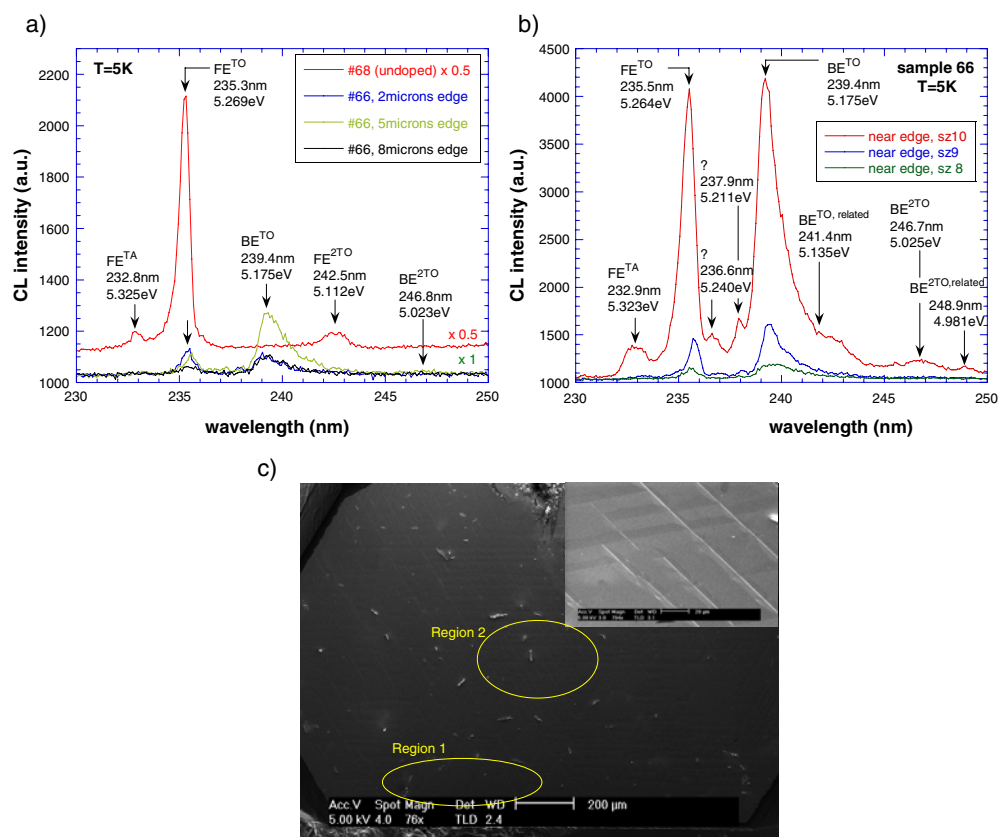 a)
T=5K
FE^TO
235.3nm
5.269eV
#68 (undoped) x 0.5
#66, 2microns edge
#66, 5microns edge
#66, 8microns edge
FE^TA
232.8nm
5.325eV
BE^TO
239.4nm
5.175eV
FE^2TO
242.5nm
5.112eV
BE^2TO
246.8nm
5.023eV
x 0.5
x 1
CL intensity (a.u.)
2200
2000
1800
1600
1400
1200
1000
230
235
240
245
250
wavelength (nm)
b)
FE^TO
235.5nm
5.264eV
BE^TO
239.4nm
5.175eV
sample 66
T=5K
near edge, sz10
near edge, sz9
near edge, sz 8
?
237.9nm
5.211eV
?
236.6nm
5.240eV
FE^TA
232.9nm
5.323eV
BE^TO, related
241.4nm
5.135eV
BE^2TO
246.7nm
5.025eV
BE^2TO,related
248.9nm
4.981eV
CL intensity (a.u.)
4500
4000
3500
3000
2500
2000
1500
1000
230
235
240
245
250
wavelength (nm)
c)
Acc.V Spot Magn Det WD
20 µm
Region 2
Region 1
Acc.V Spot Magn Det WD
200 µm
5.00 kV 4.0 76x TLD 2.4